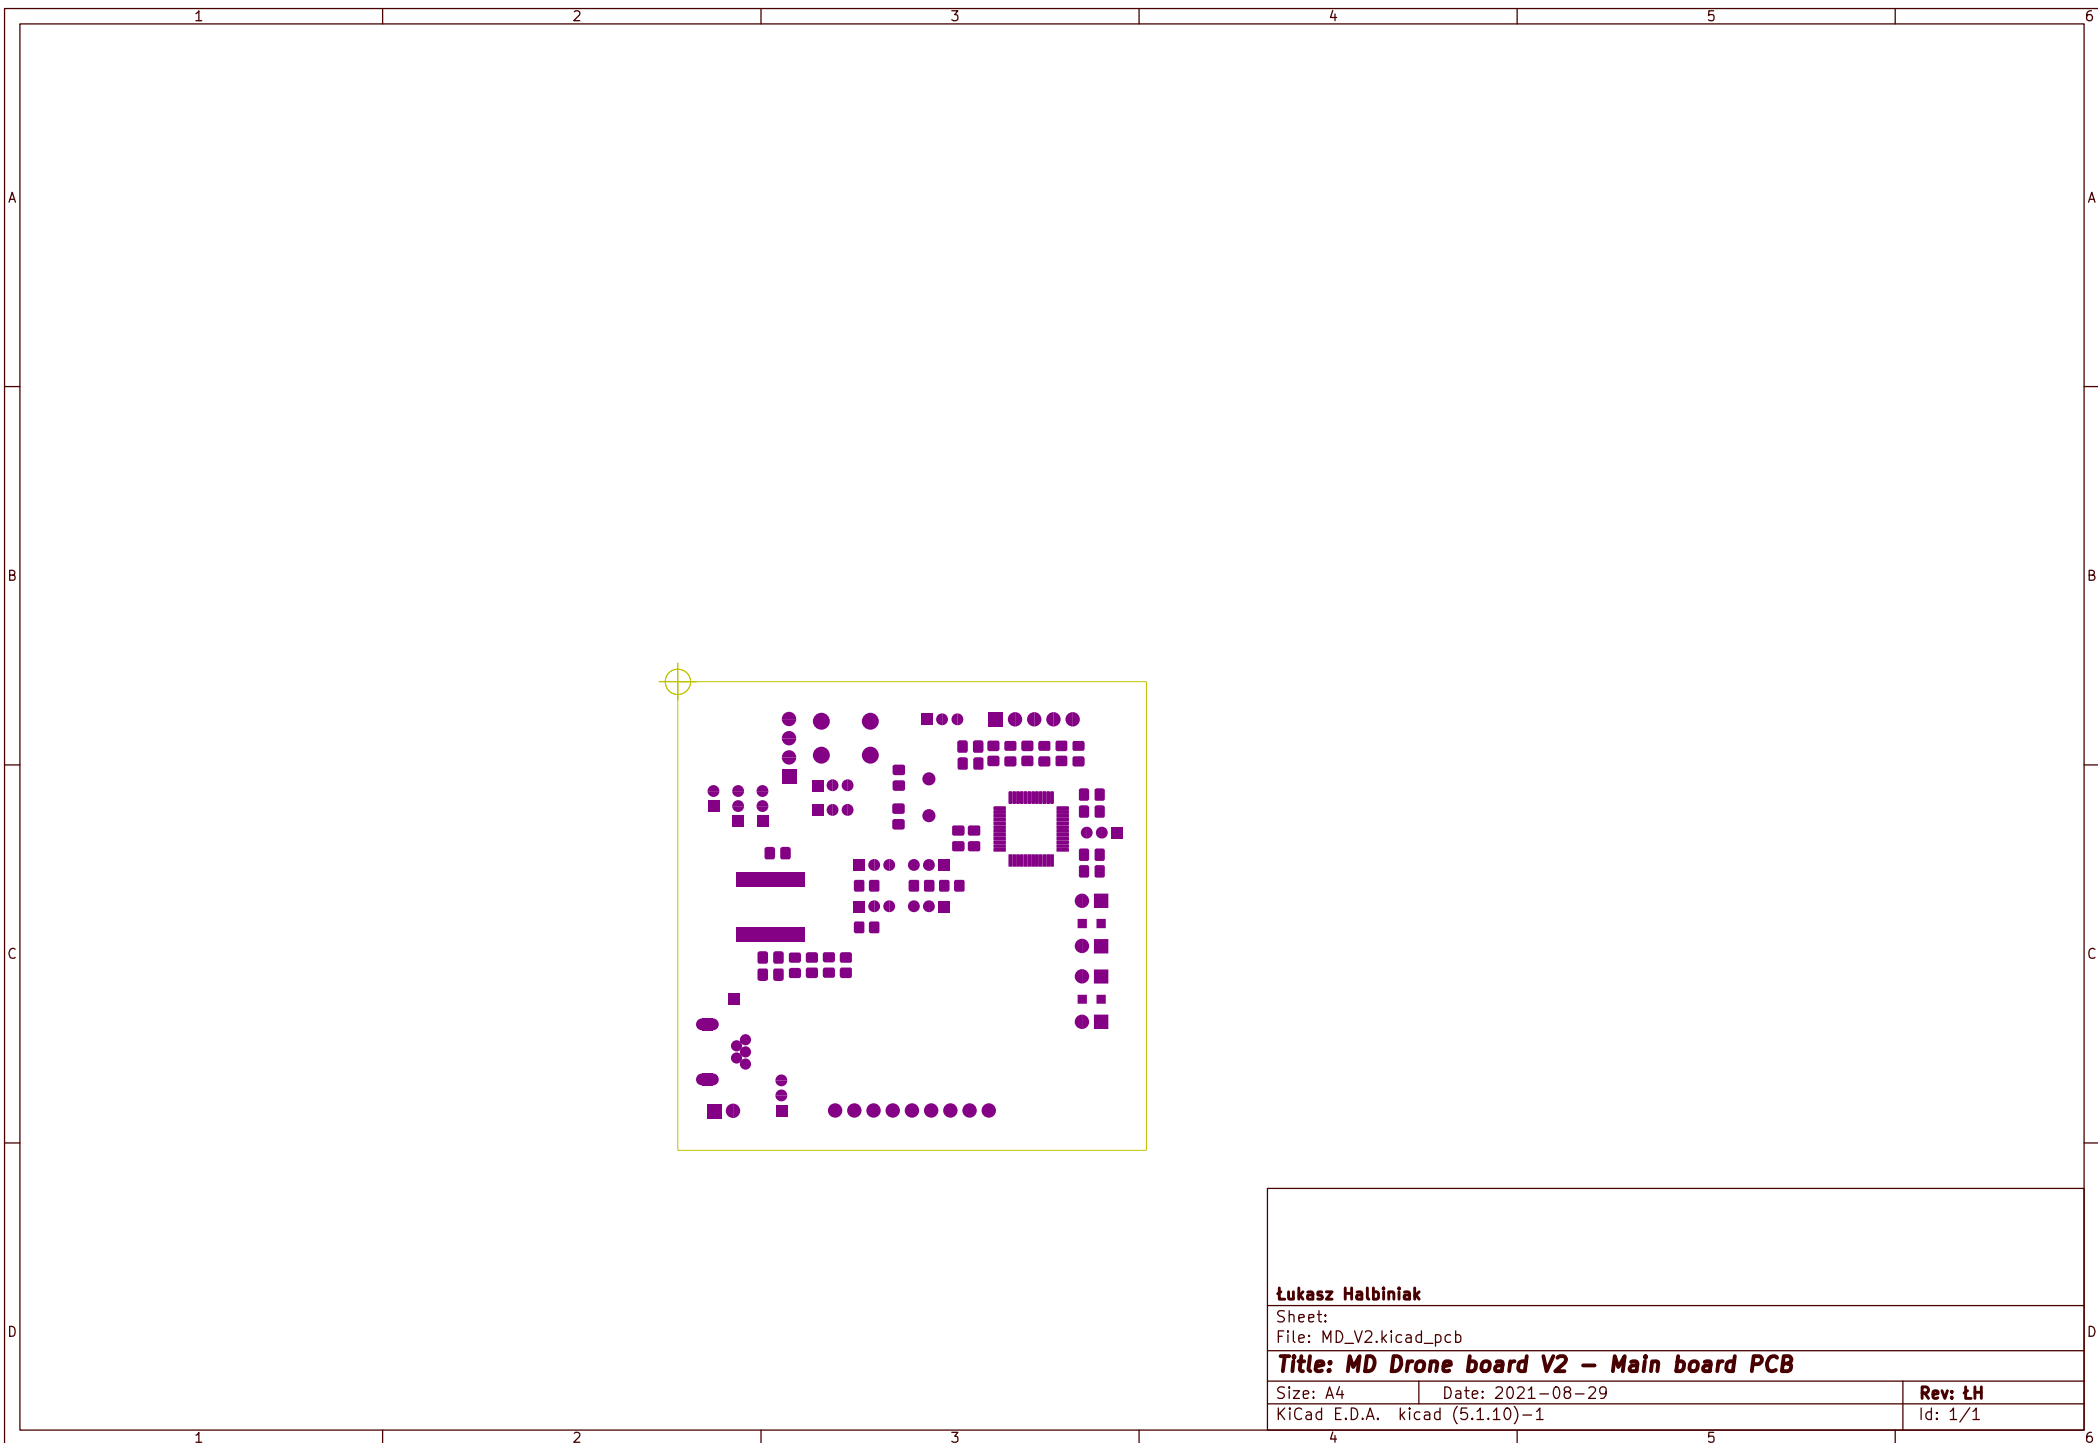 1 2 3 4 5 6
A A
B B
C C
D D
Łukasz Halbiniak
Sheet:
File: MD_V2.kicad_pcb
Title: MD Drone board V2 – Main board PCB
Size: A4 Date: 2021-08-29 Rev: ŁH
KiCad E.D.A. kicad (5.1.10)-1 Id: 1/1
1 2 3 4 5 6